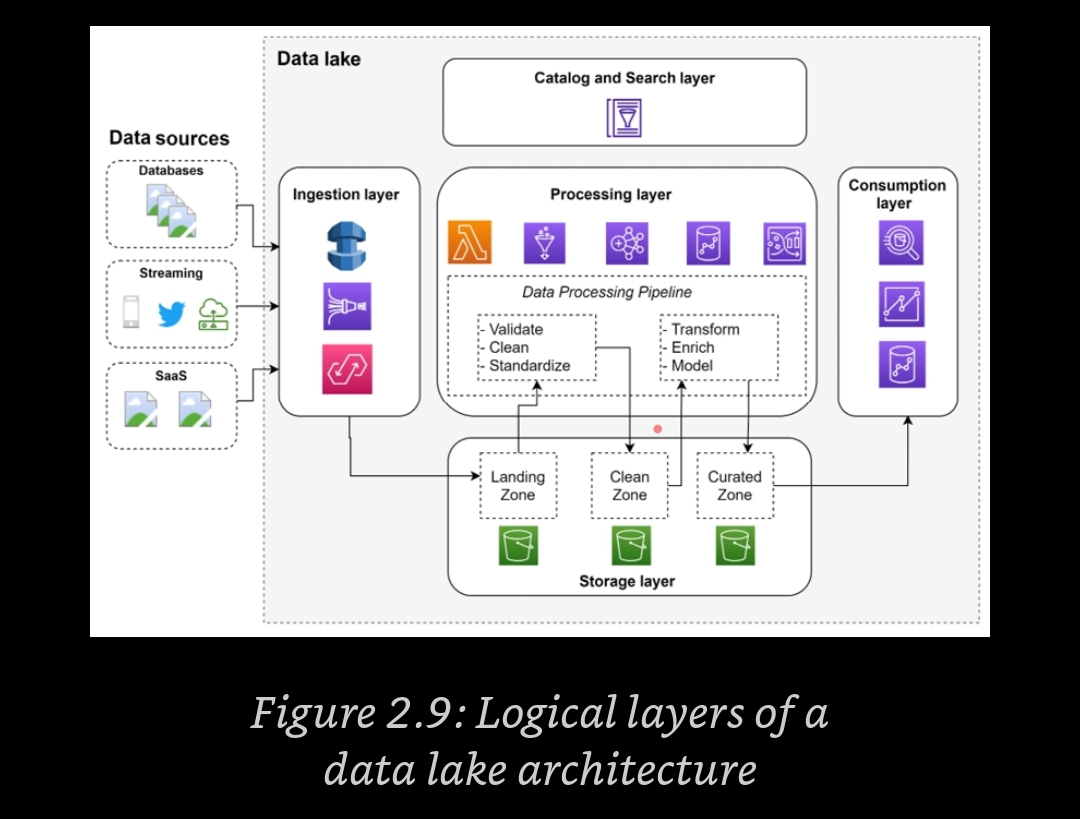 Data lake
Catalog and Search layer
Data sources
Databases
Streaming
SaaS
Ingestion layer
Processing layer
Data Processing Pipeline
- Validate
- Clean
- Standardize
- Transform
- Enrich
- Model
Consumption
layer
Landing
Zone
Clean
Zone
Curated
Zone
Storage layer
Figure 2.9: Logical layers of a
data lake architecture